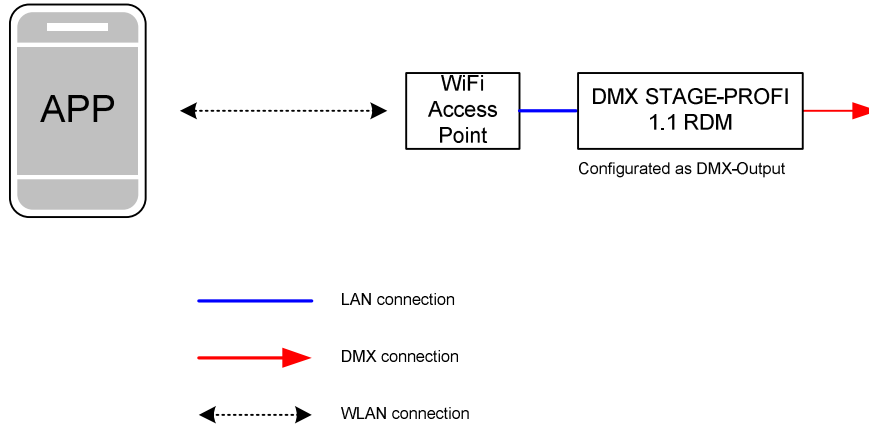 APP
WiFi
Access
Point
DMX STAGE-PROFI
1.1 RDM
Configurated as DMX-Output
LAN connection
DMX connection
WLAN connection